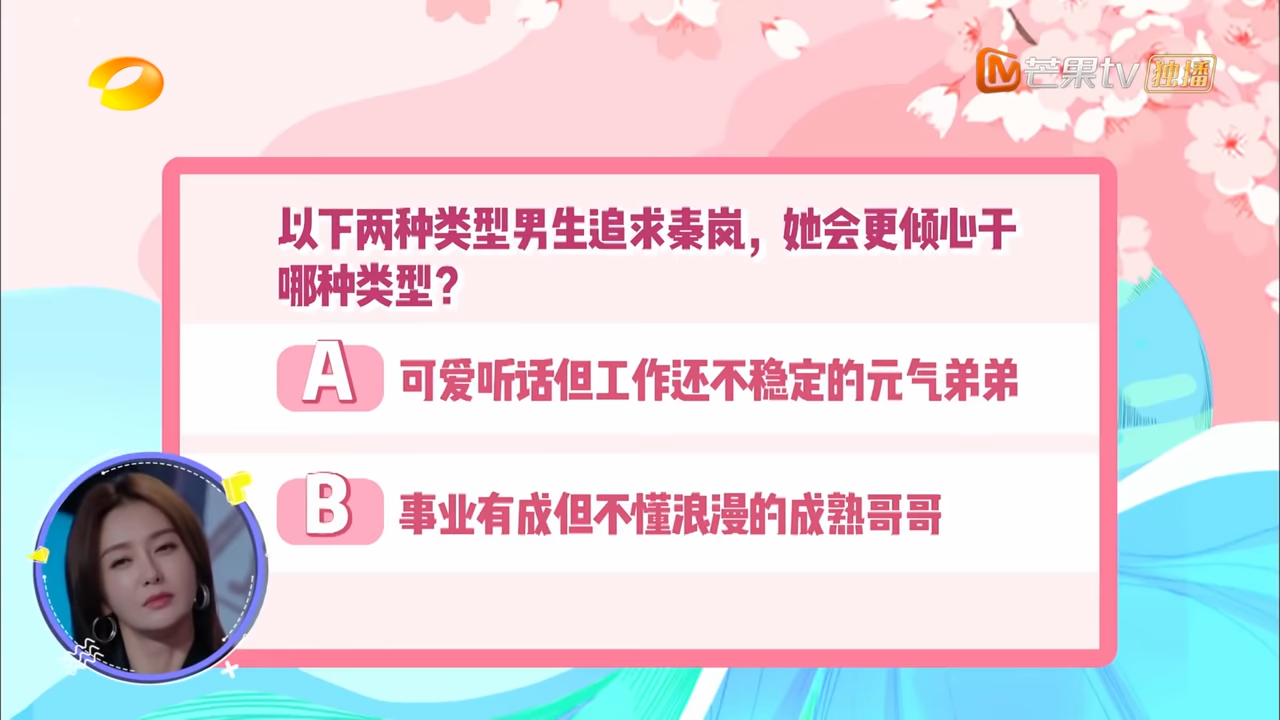 芒果tv 独播
以下两种类型男生追求秦岚，她会更倾心于
哪种类型？
A 可爱听话但工作还不稳定的元气弟弟
B 事业有成但不懂浪漫的成熟哥哥